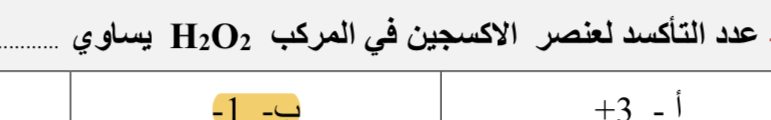 عدد التأكسد لعنصر الاكسجين في المركب H₂O₂ يساوي ...........
أ - 3+
ب- 1-